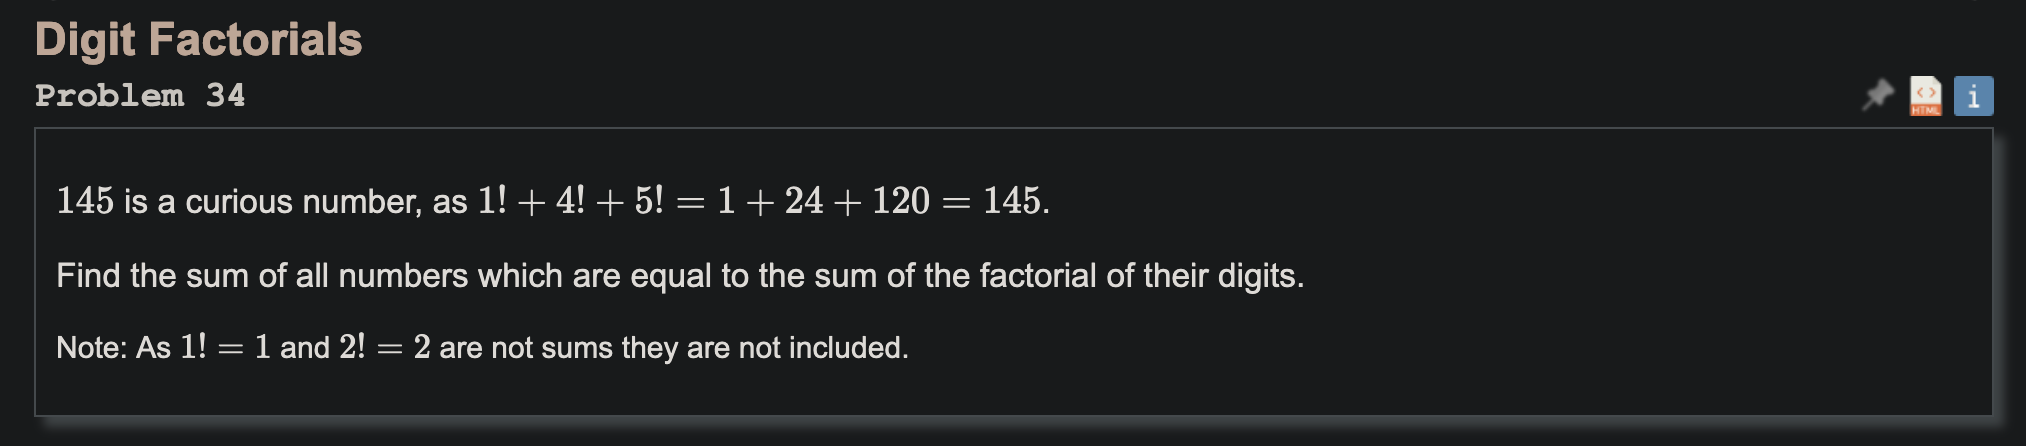 Digit Factorials
Problem 34
HTML
i
145 is a curious number, as 1! + 4! + 5! = 1 + 24 + 120 = 145.
Find the sum of all numbers which are equal to the sum of the factorial of their digits.
Note: As 1! = 1 and 2! = 2 are not sums they are not included.